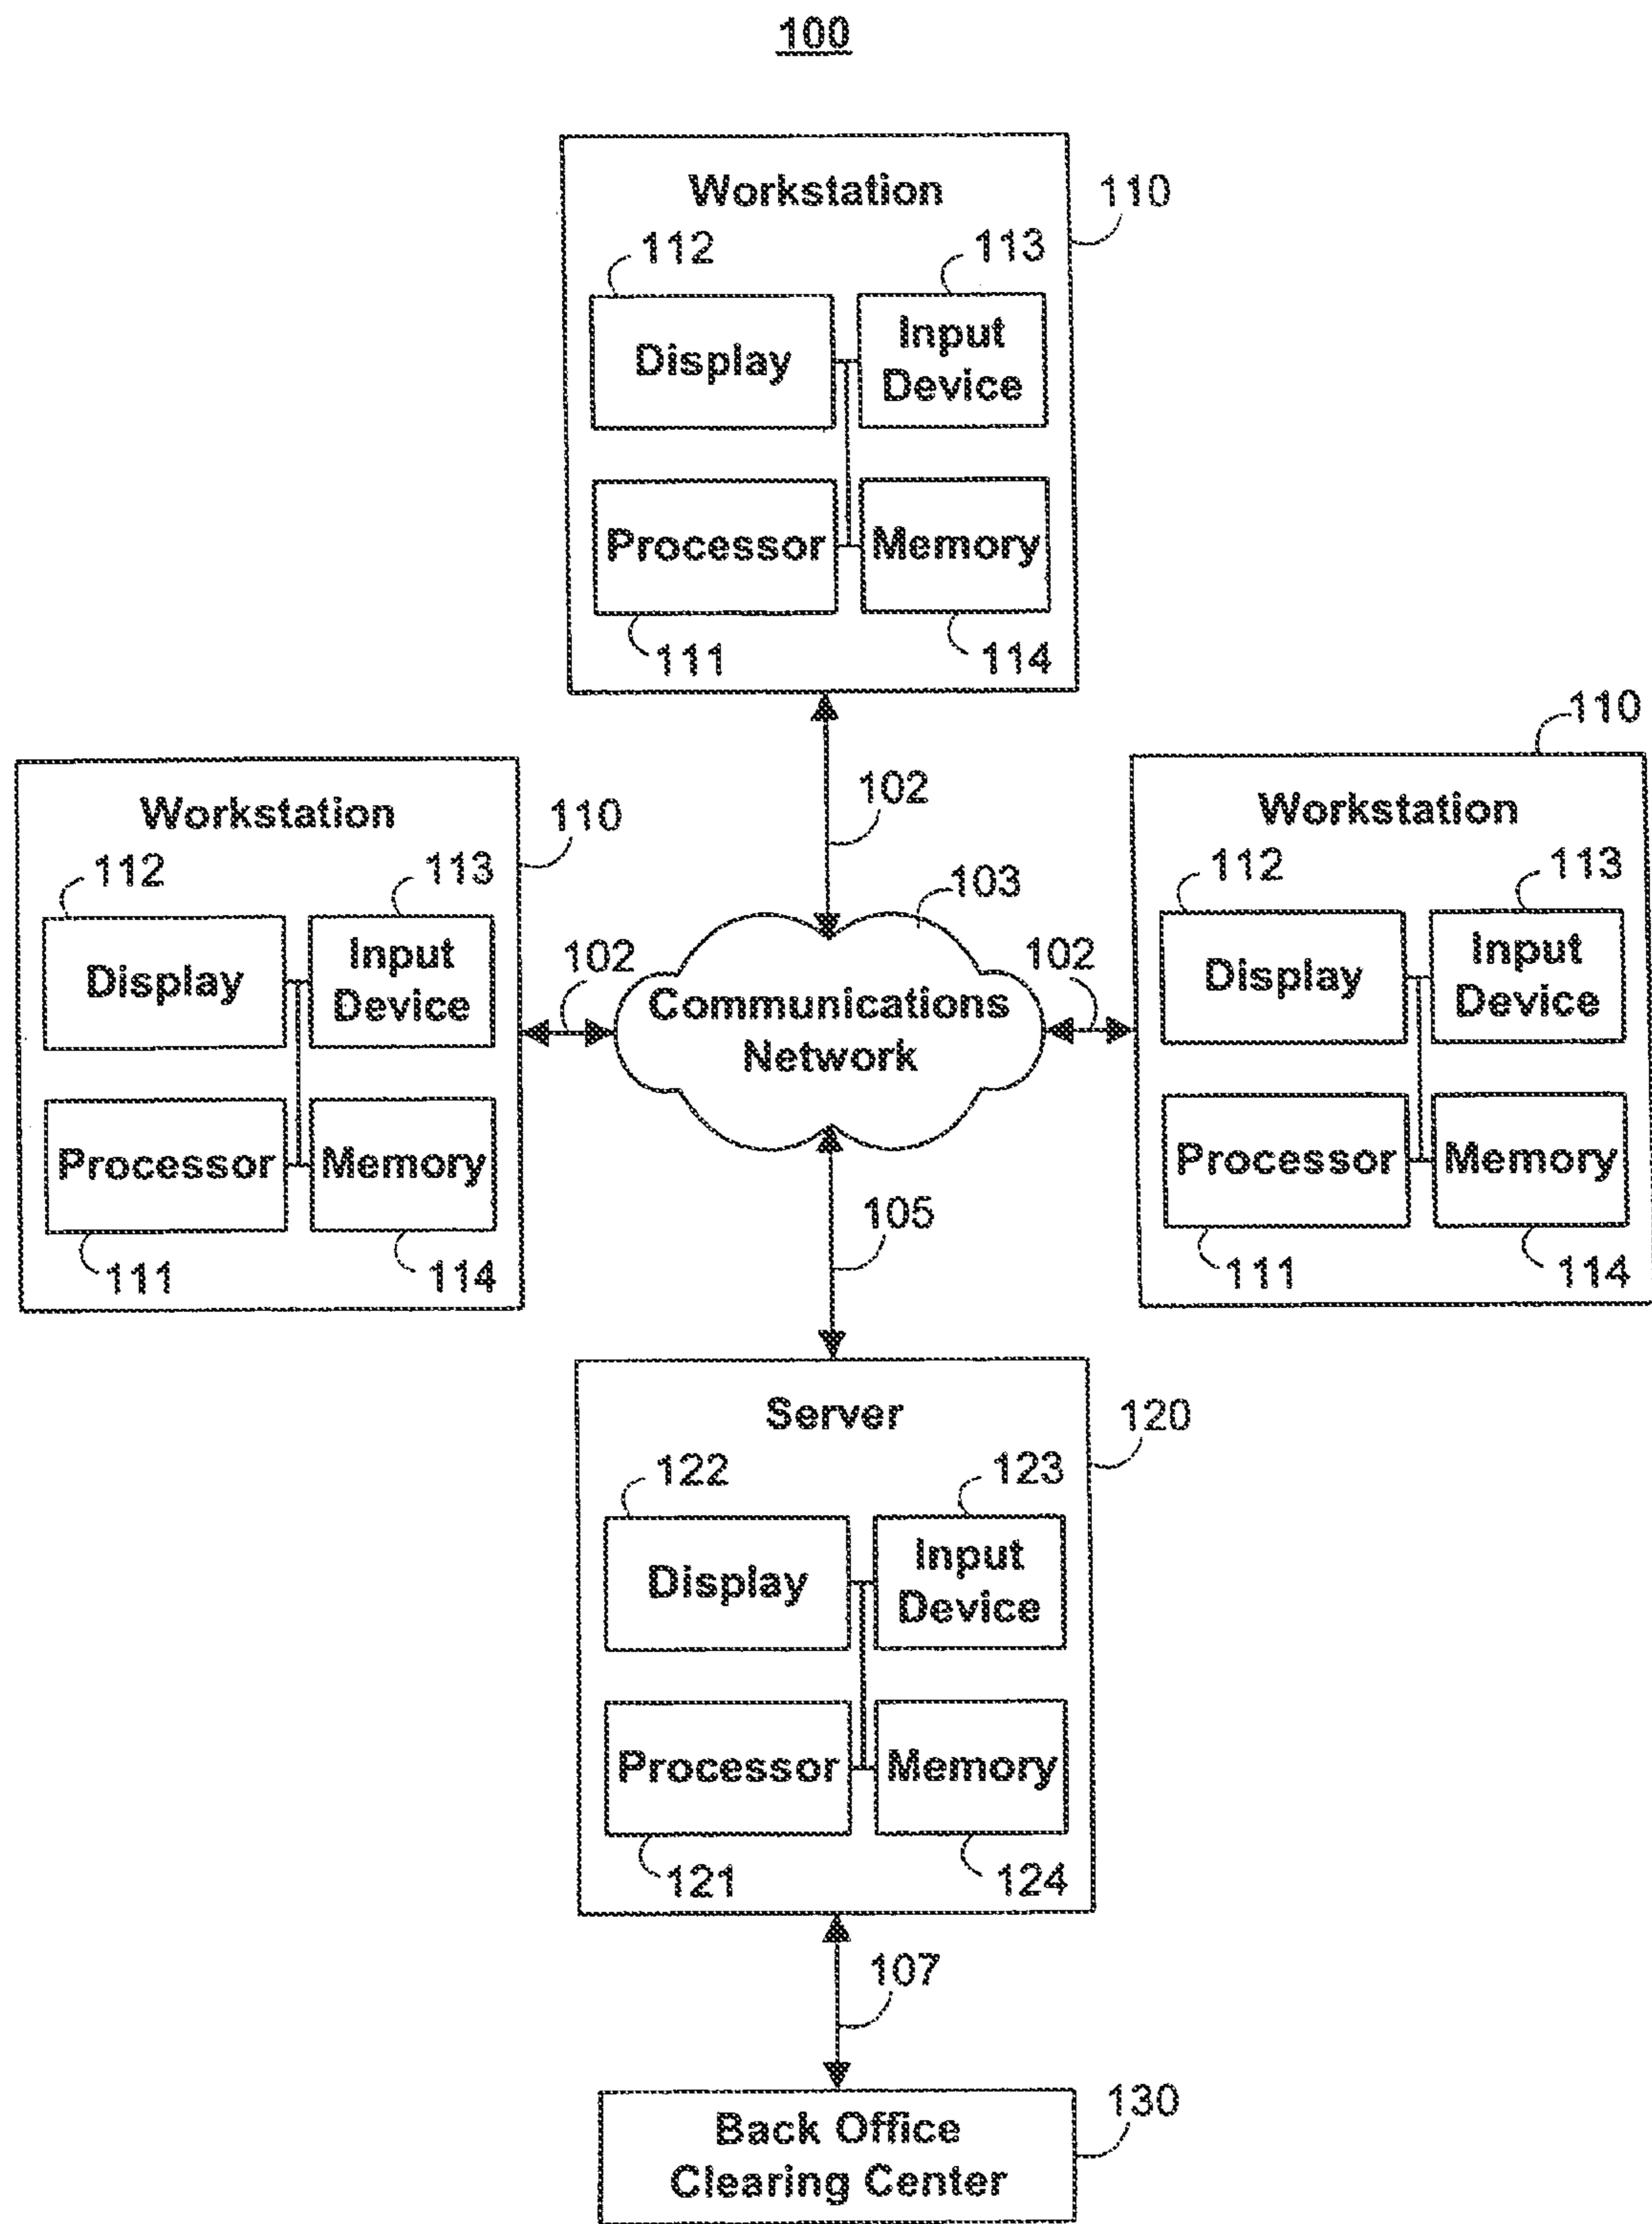 100
Workstation
110
112
113
Display
Input
Device
Processor
Memory
111
114
102
Workstation
110
112
113
Display
Input
Device
Processor
Memory
111
114
102
103
Communications
Network
102
110
Workstation
112
113
Display
Input
Device
Processor
Memory
111
114
105
Server
120
122
123
Display
Input
Device
Processor
Memory
121
124
107
130
Back Office
Clearing Center